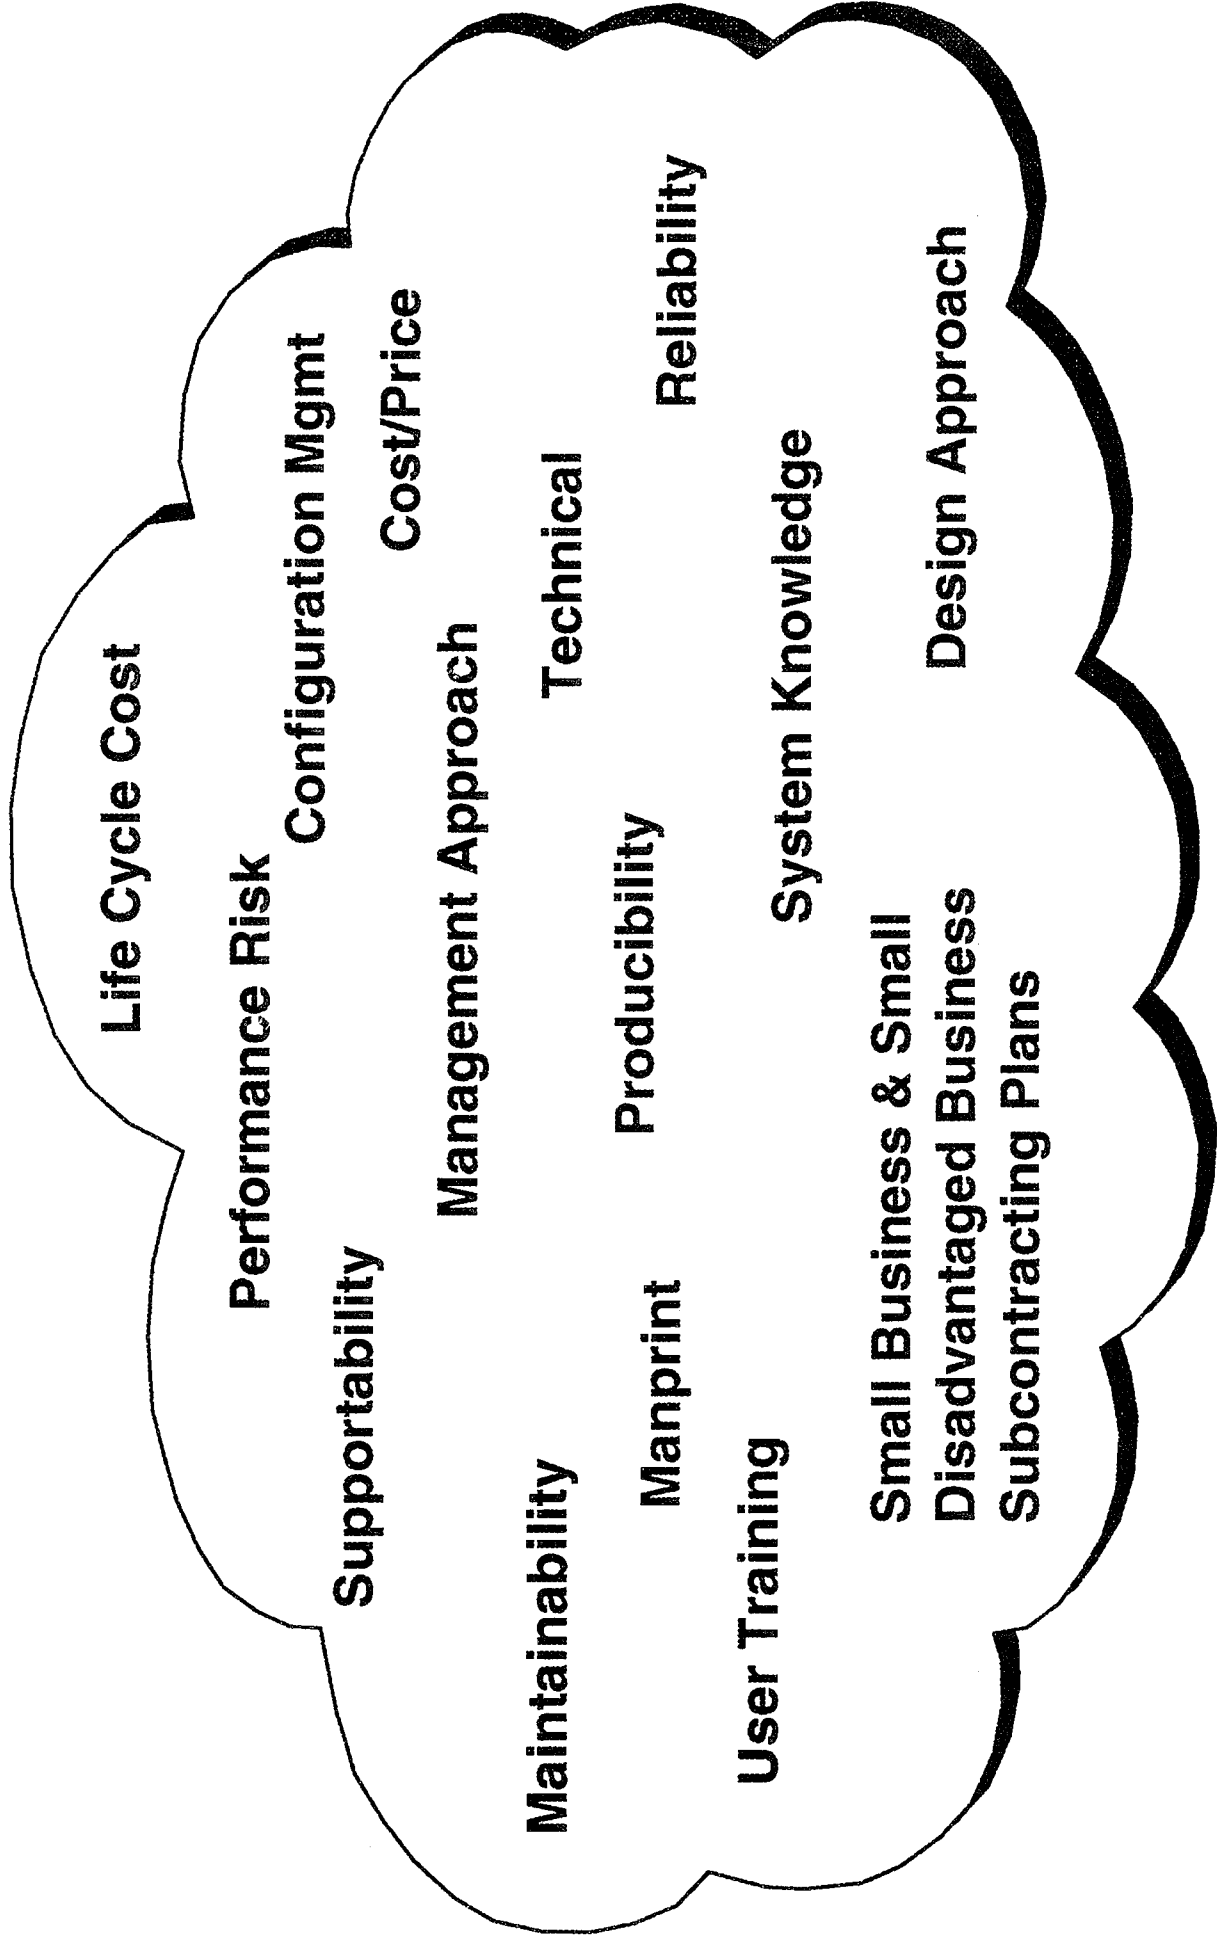 Life Cycle Cost
Performance Risk
Configuration Mgmt
Supportability
Cost/Price
Management Approach
Maintainability
Technical
Producibility
Manprint
Reliability
User Training
System Knowledge
Small Business & Small
Disadvantaged Business
Subcontracting Plans
Design Approach